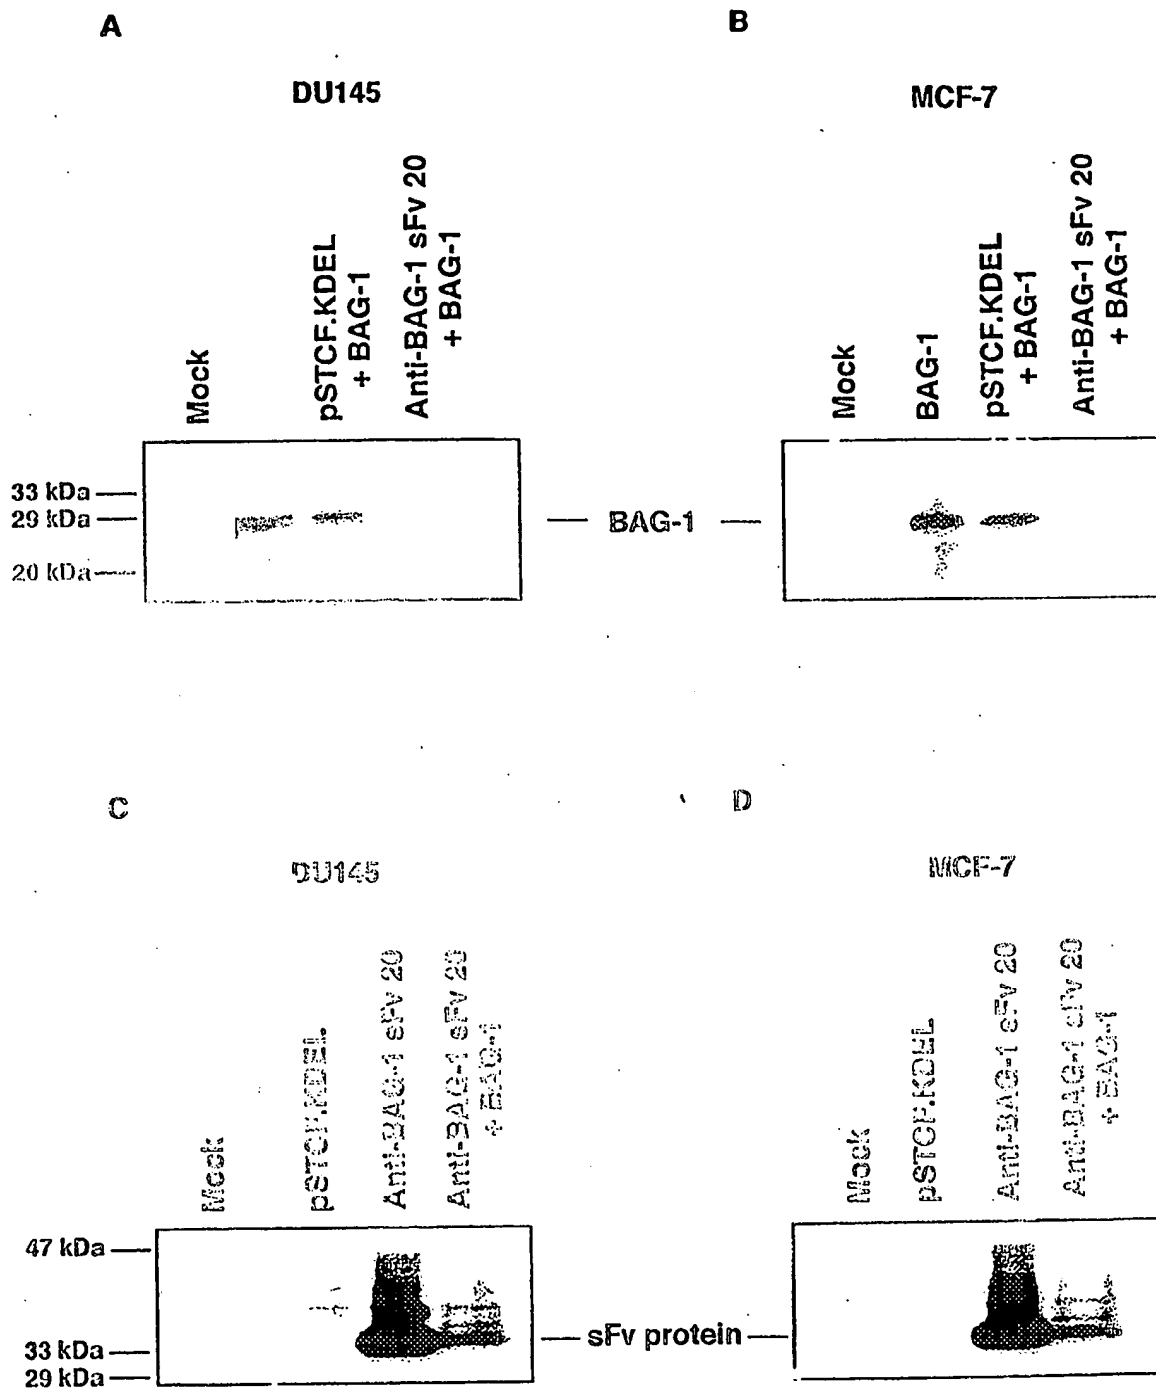 A
B
DU145
MCF-7
Mock
pSTCF.KDEL
+ BAG-1
Anti-BAG-1 sFv 20
+ BAG-1
Mock
BAG-1
pSTCF.KDEL
+ BAG-1
Anti-BAG-1 sFv 20
+ BAG-1
33 kDa
29 kDa
20 kDa
BAG-1
C
D
DU145
MCF-7
Mock
pSTCF.KDEL
Anti-BAG-1 sFv 20
Anti-BAG-1 sFv 20
+ BAG-1
Mock
pSTCF.KDEL
Anti-BAG-1 sFv 20
Anti-BAG-1 sFv 20
+ BAG-1
47 kDa
33 kDa
29 kDa
sFv protein